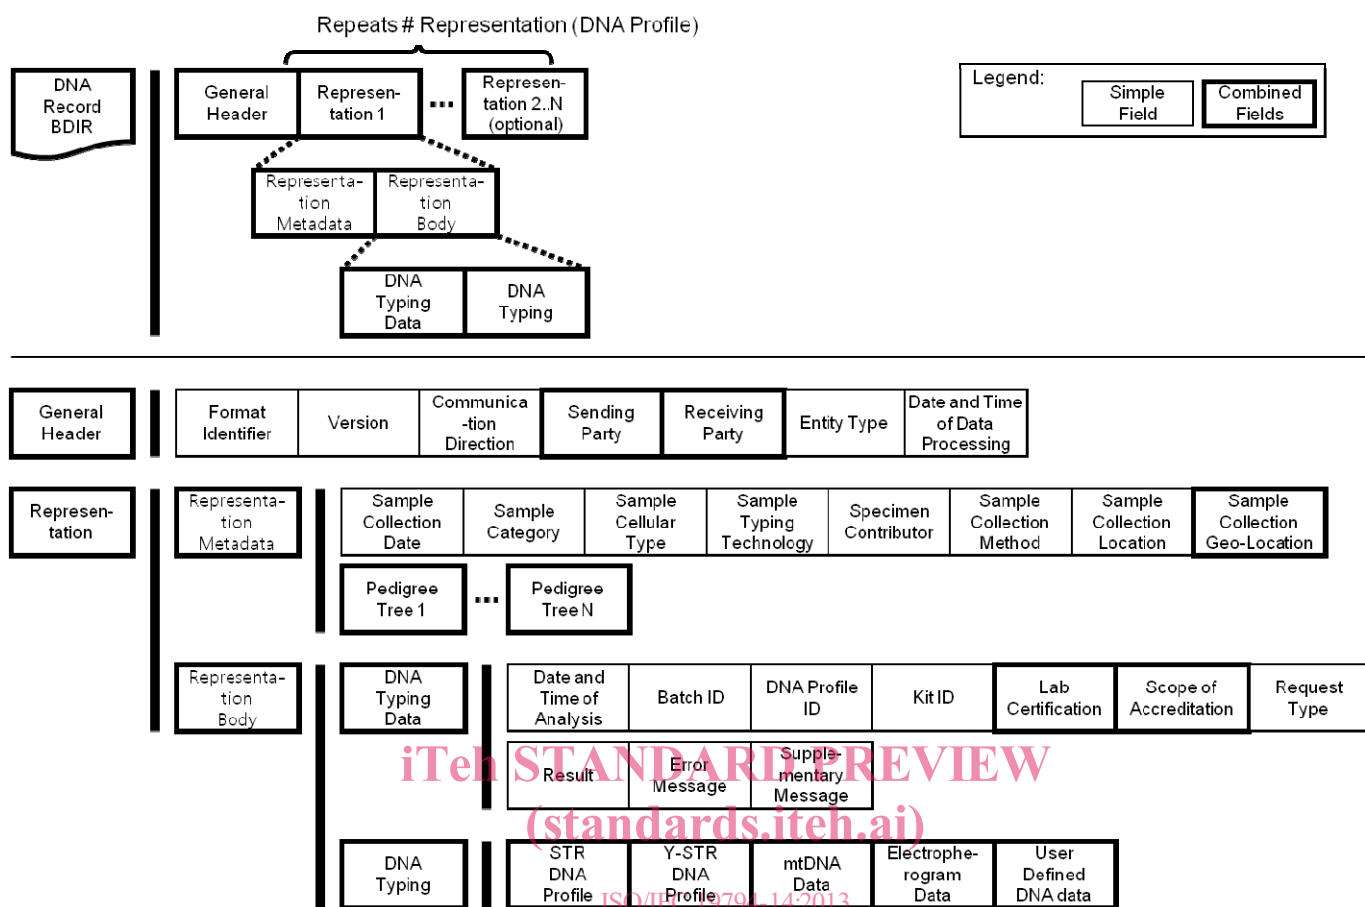 Repeats # Representation (DNA Profile)
DNA
Record
BDIR
General
Header
Represen-
tation 1
Represen-
tation 2..N
(optional)
Legend:
Simple
Field
Combined
Fields
Representa-
tion
Metadata
Representa-
tion
Body
DNA
Typing
Data
DNA
Typing
General
Header
Format
Identifier
Version
Communica
-tion
Direction
Sending
Party
Receiving
Party
Entity Type
Date and Time
of Data
Processing
Represen-
tation
Representa-
tion
Metadata
Sample
Collection
Date
Sample
Category
Sample
Cellular
Type
Sample
Typing
Technology
Specimen
Contributor
Sample
Collection
Method
Sample
Collection
Location
Sample
Collection
Geo-Location
Pedigree
Tree 1
Pedigree
Tree N
Representa-
tion
Body
DNA
Typing
Data
Date and
Time of
Analysis
Batch ID
DNA Profile
ID
Kit ID
Lab
Certification
Scope of
Accreditation
Request
Type
Result
Error
Message
Supple-
mentary
Message
iTeh STANDARD PREVIEW
(standards.iteh.ai)
DNA
Typing
STR
DNA
Profile
Y-STR
DNA
Profile
mtDNA
Data
Electrophe-
rogram
Data
User
Defined
DNA data
ISO/IEC 19794-14:2013